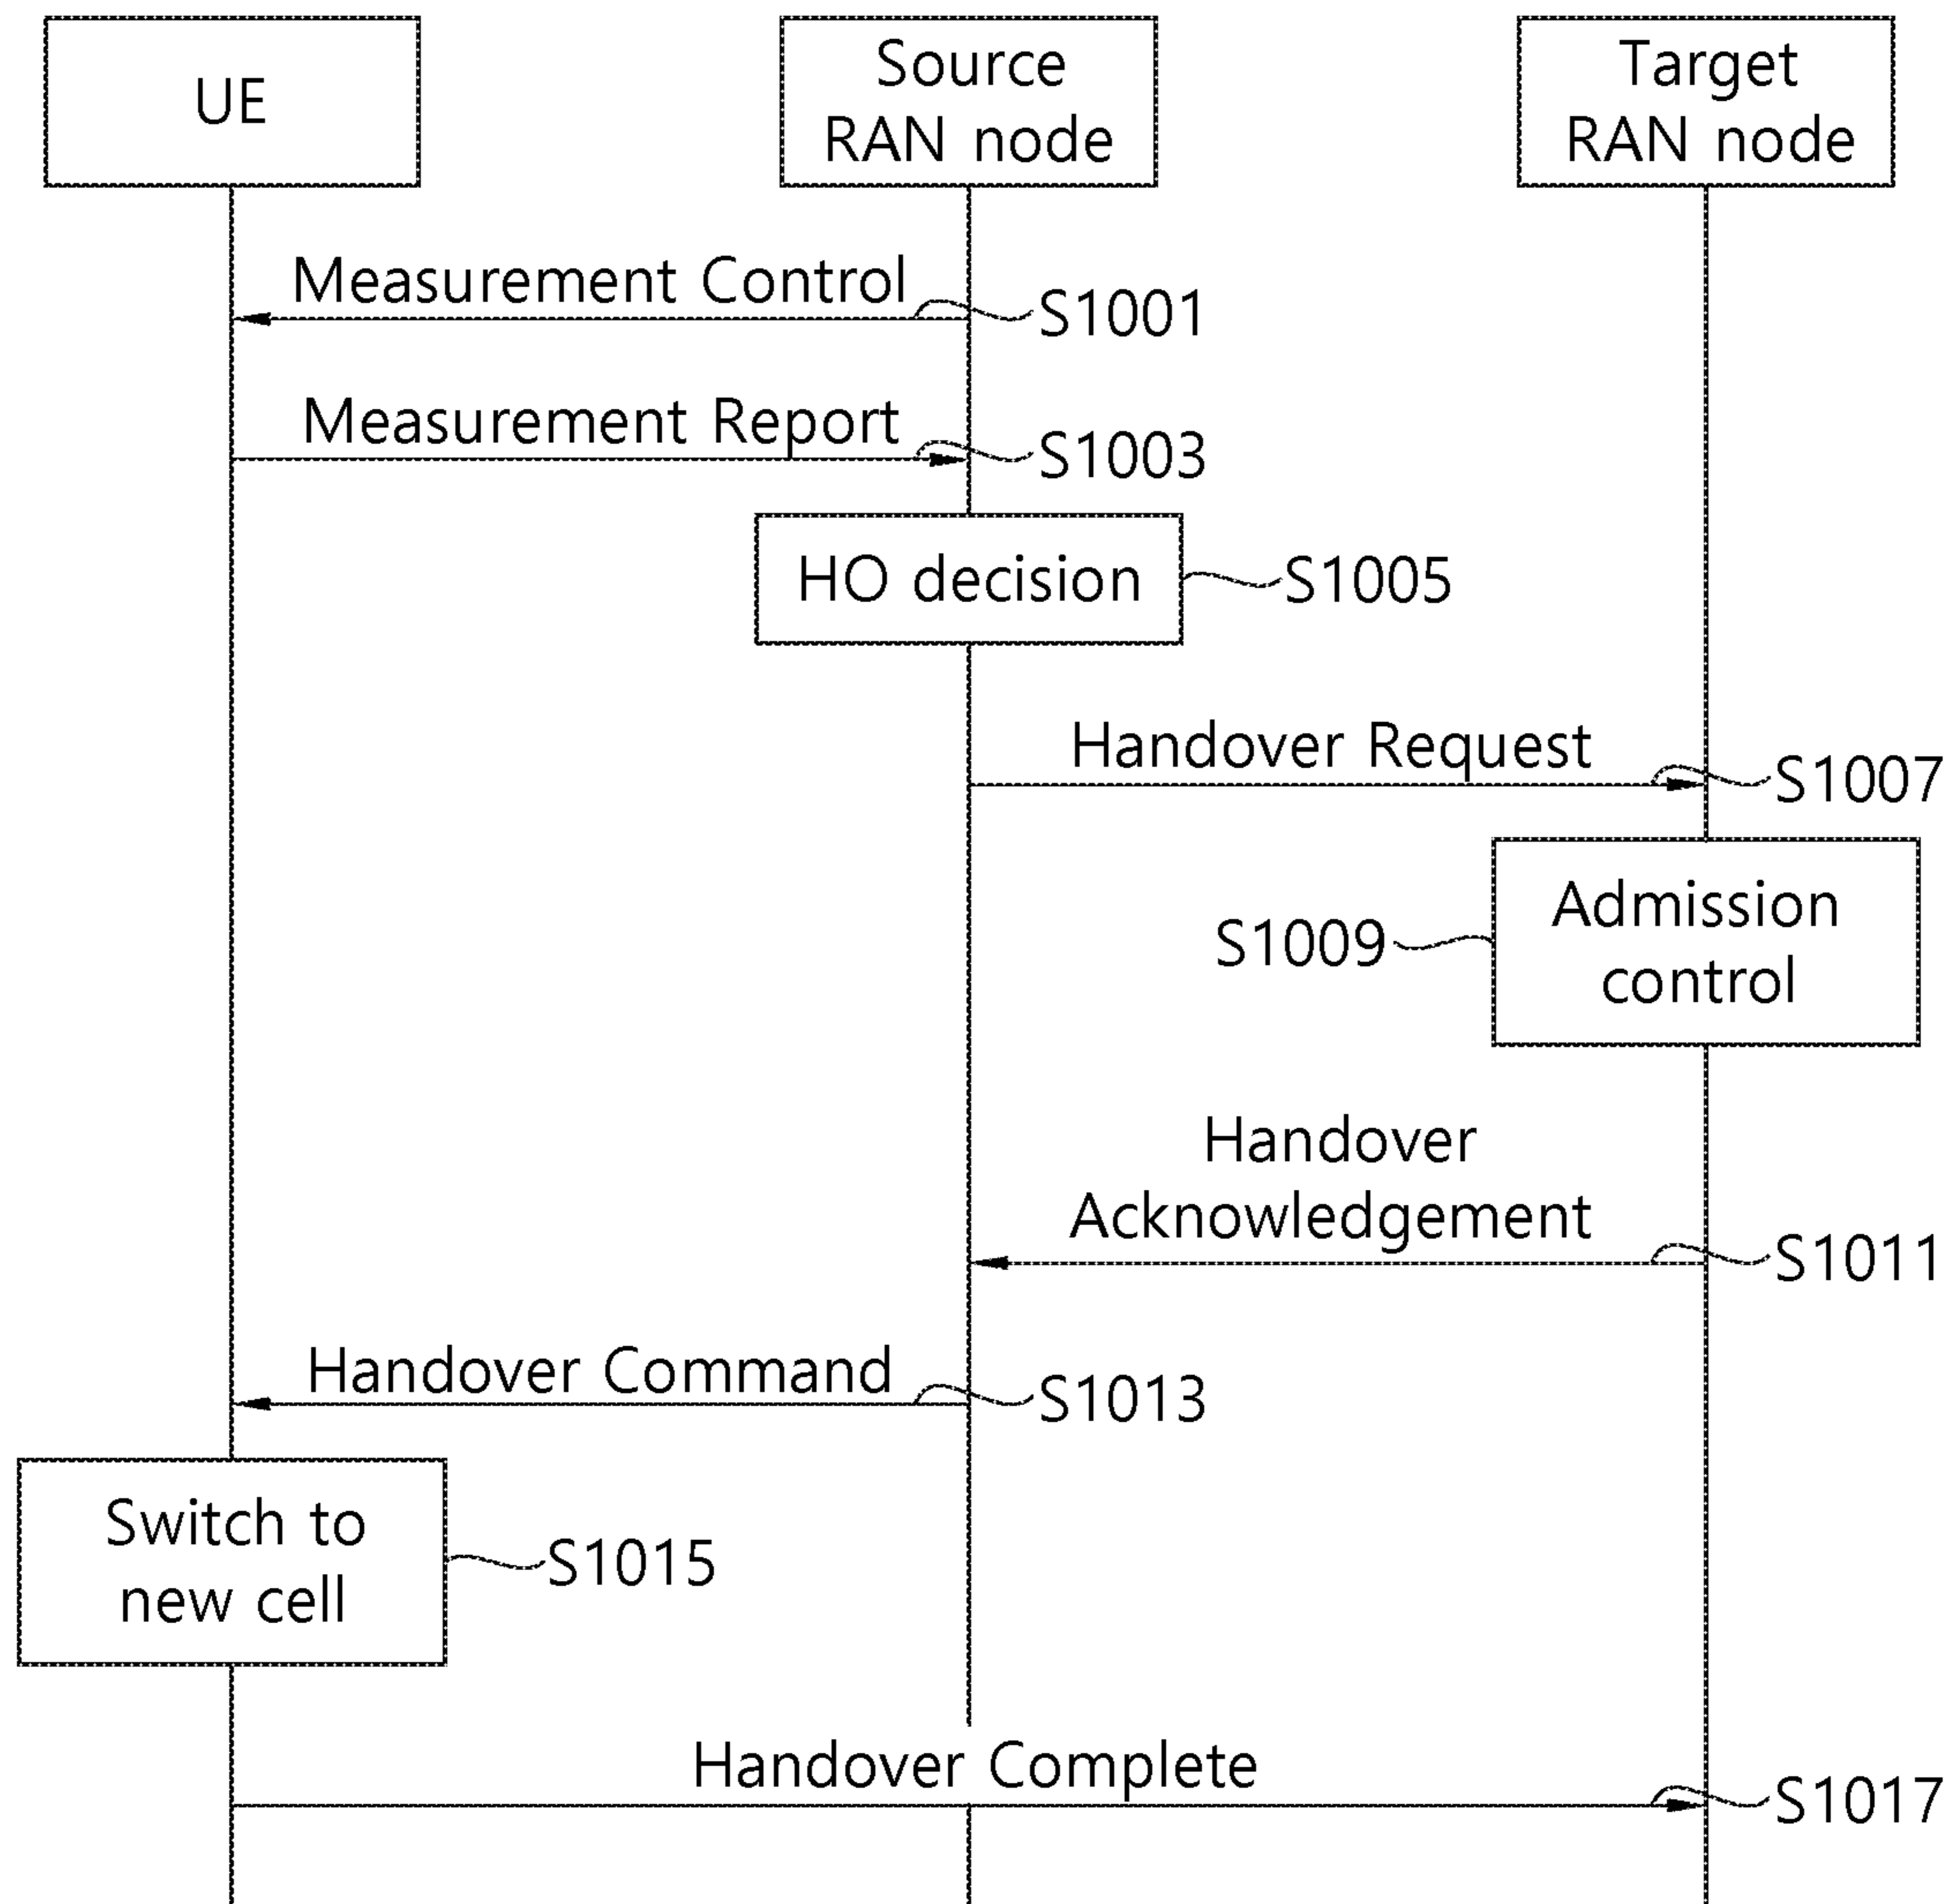 UE
Source
RAN node
Target
RAN node
Measurement Control
S1001
Measurement Report
S1003
HO decision
S1005
Handover Request
S1007
Admission
control
S1009
Handover
Acknowledgement
S1011
Handover Command
S1013
Switch to
new cell
S1015
Handover Complete
S1017